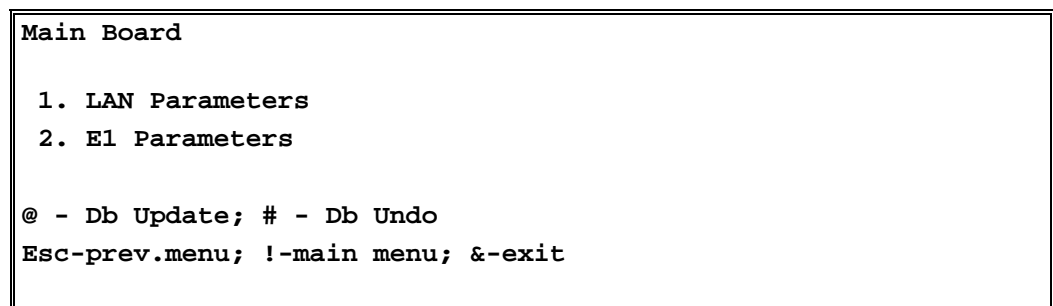 Main Board
1. LAN Parameters
2. E1 Parameters
@ - Db Update; # - Db Undo
Esc-prev.menu; !-main menu; &-exit